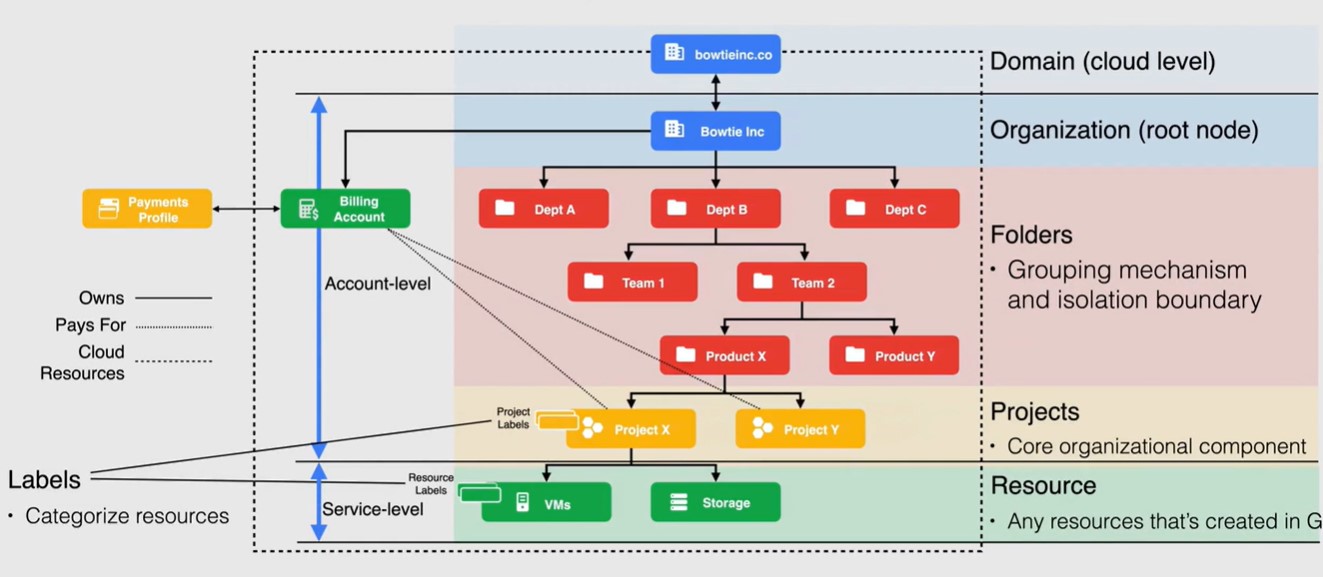 bowtieinc.co
Domain (cloud level)
Bowtie Inc
Organization (root node)
Payments
Profile
Billing
Account
Dept A
Dept B
Dept C
Folders
• Grouping mechanism
and isolation boundary
Team 1
Team 2
Account-level
Owns
Pays For
Cloud
Resources
Product X
Product Y
Project
Labels
Project X
Project Y
Projects
• Core organizational component
Labels
• Categorize resources
Resource
Labels
Service-level
VMs
Storage
Resource
• Any resources that's created in G